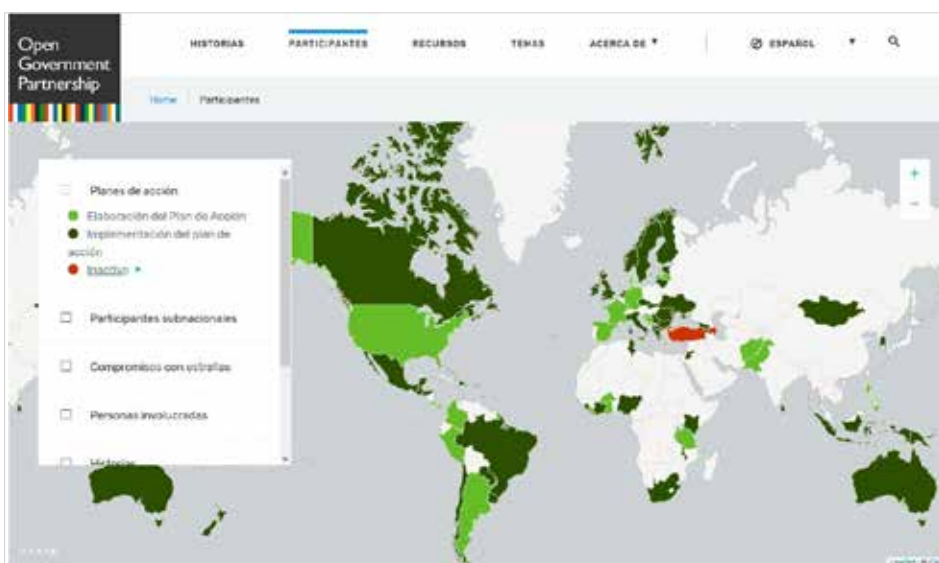 Open
Government
Partnership
HISTORIAS
PARTICIPANTES
RECURSOS
TEMAS
ACERCA DE
ESPAÑOL
Home
Participantes
Planes de acción
Elaboración del Plan de Acción
Implementación del plan de
acción
Inactivo
Participantes subnacionales
Compromisos con estrellas
Personas involucradas
Historias
+
-